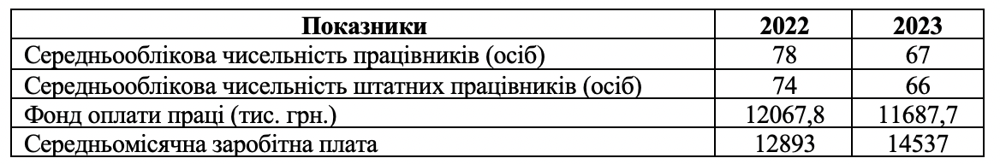 Показники 2022 2023
Середньооблікова чисельність працівників (осіб) 78 67
Середньооблікова чисельність штатних працівників (осіб) 74 66
Фонд оплати праці (тис. грн.) 12067,8 11687,7
Середньомісячна заробітна плата 12893 14537